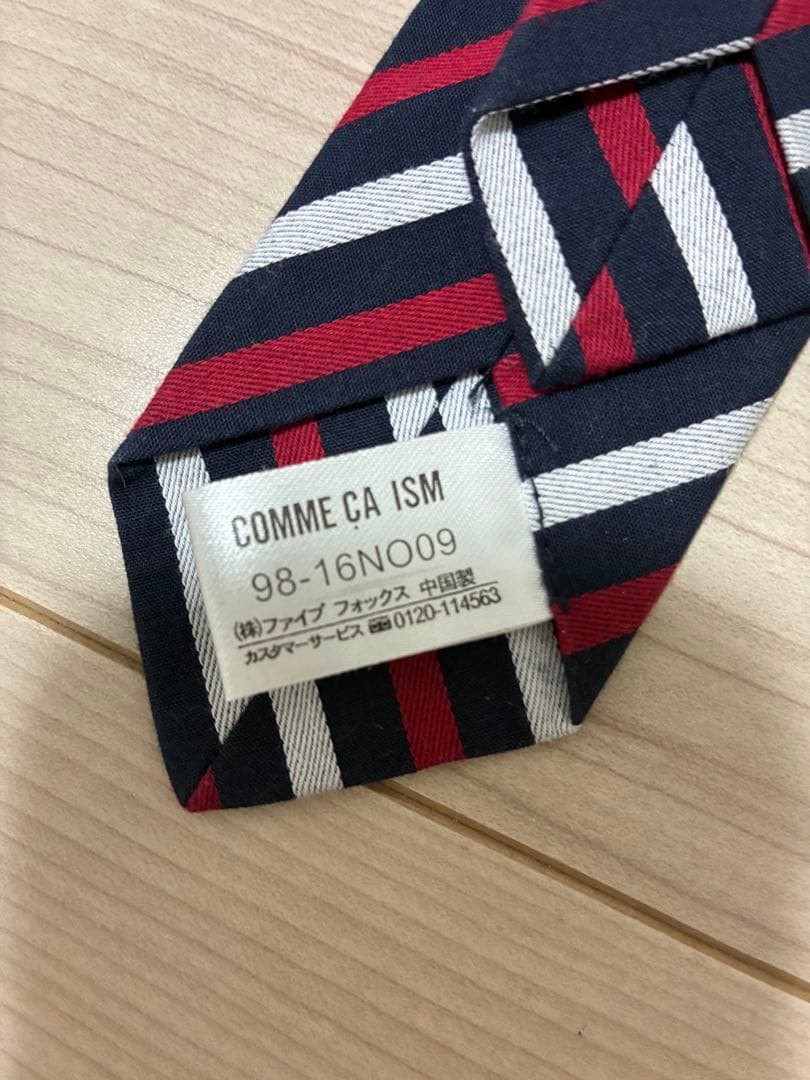 COMME ÇA ISM
98-16NO09
(株)ファイブ フォックス 中国製
カスタマーサービス 0120-114563